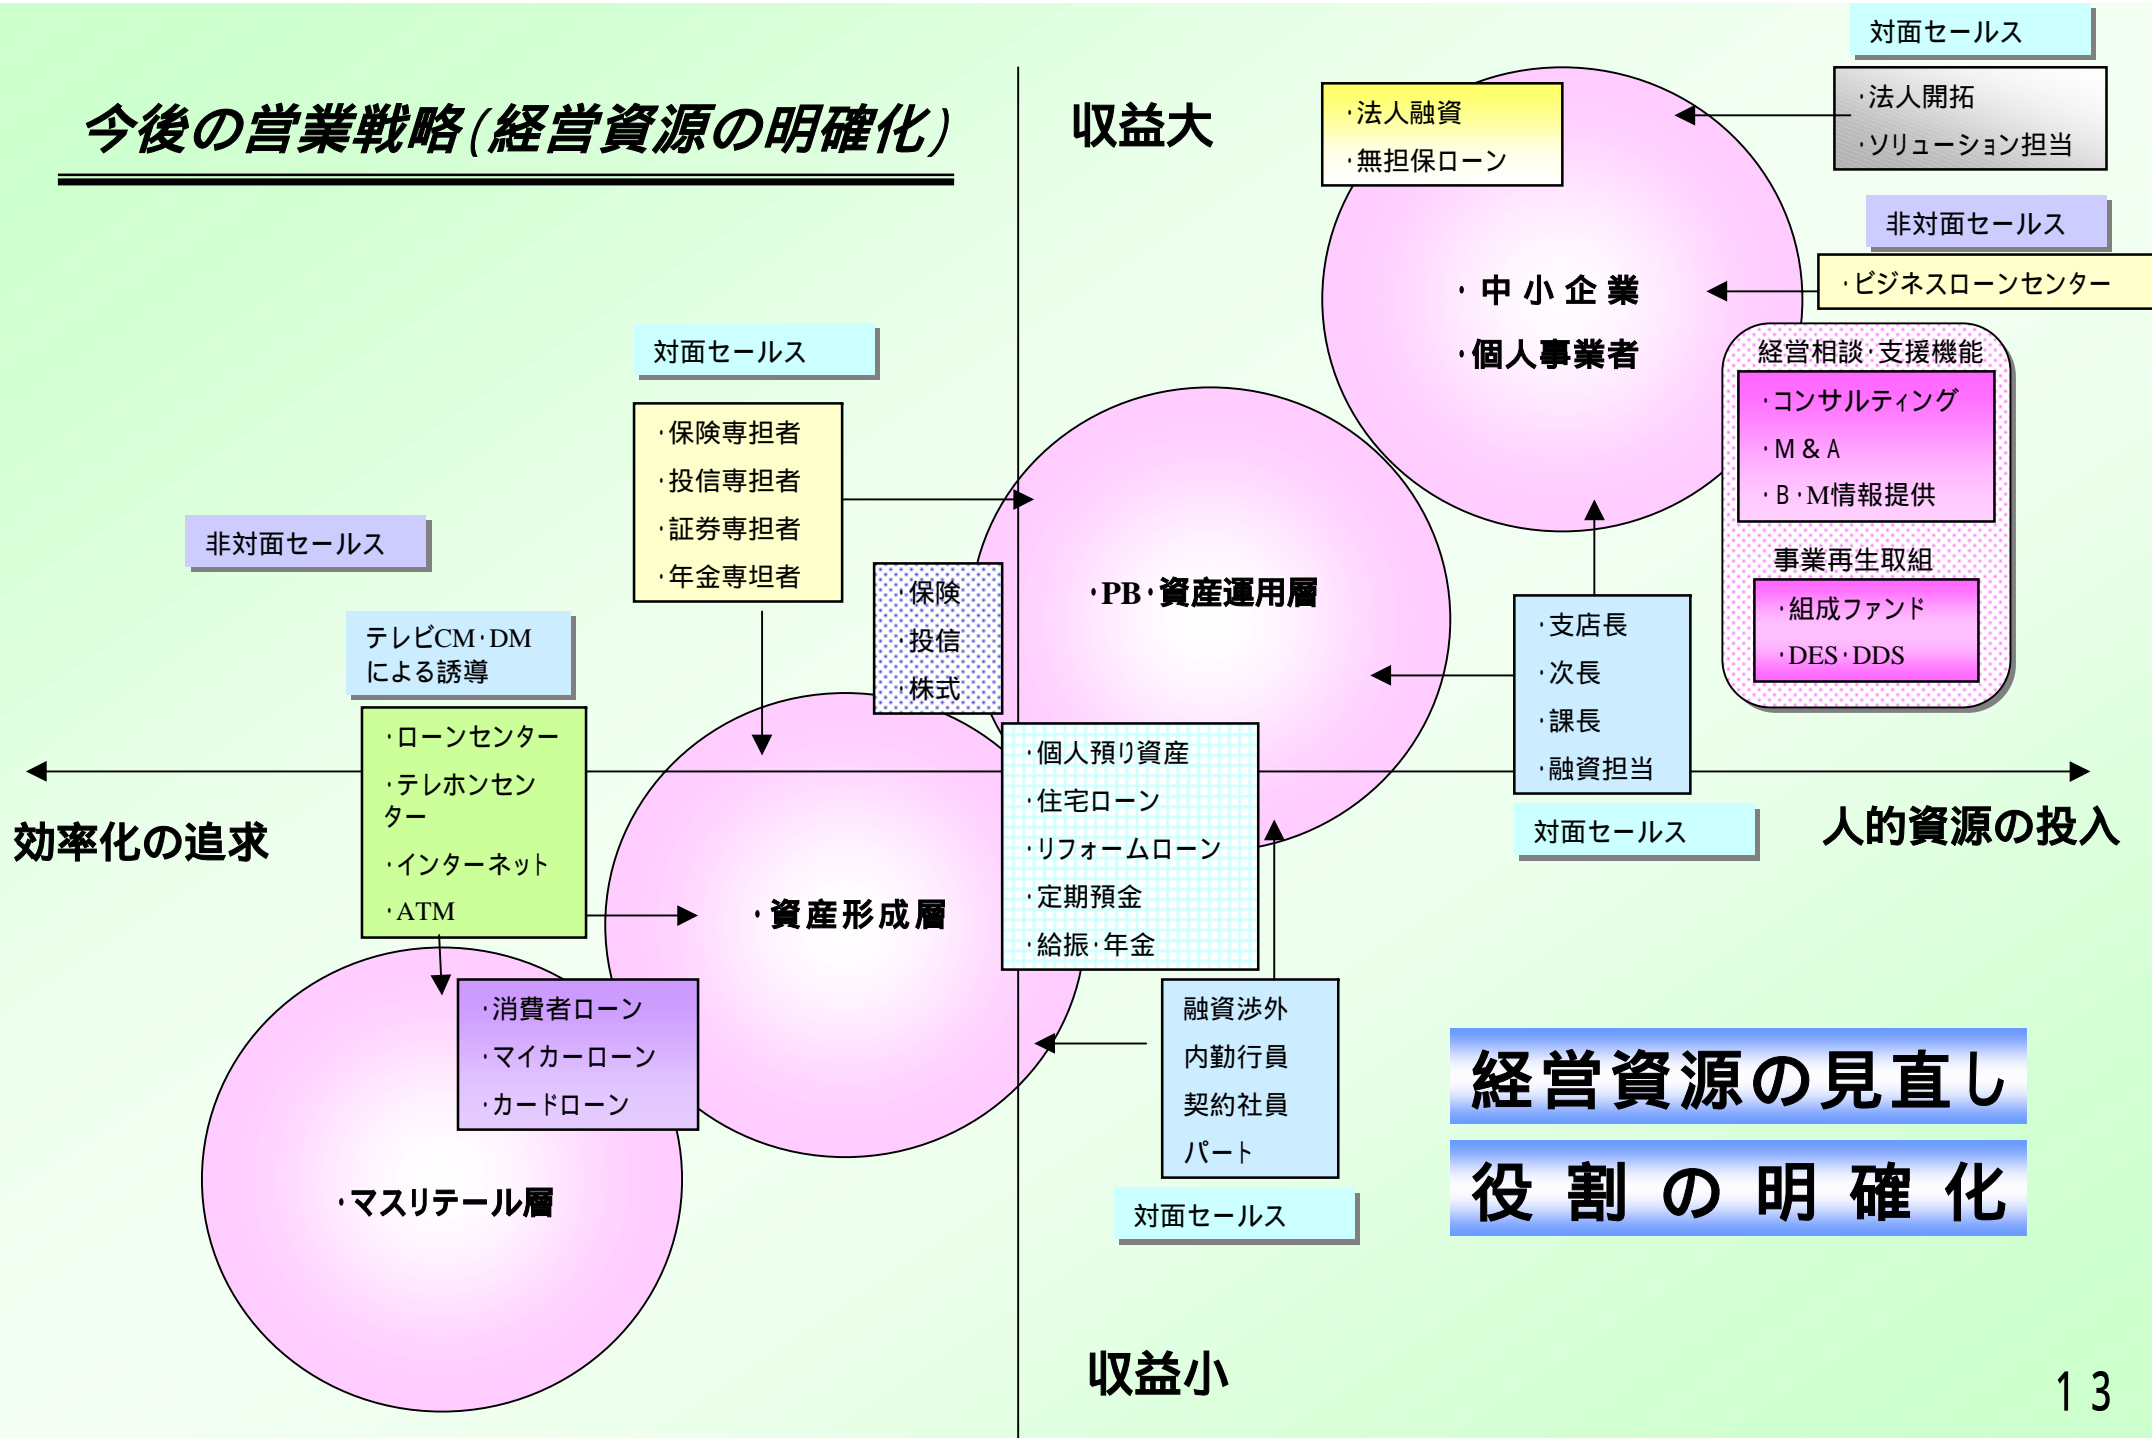 今後の営業戦略(経営資源の明確化)
収益大
対面セールス
・法人開拓
・ソリューション担当
・法人融資
・無担保ローン
非対面セールス
・ビジネスローンセンター
・中小企業
・個人事業者
経営相談・支援機能
・コンサルティング
・M&A
・B・M情報提供
事業再生取組
・組成ファンド
・DES・DDS
対面セールス
・保険専担者
・投信専担者
・証券専担者
・年金専坦者
・保険
・投信
・株式
・PB・資産運用層
・支店長
・次長
・課長
・融資担当
対面セールス
非対面セールス
テレビCM・DM
による誘導
・ローンセンター
・テレホンセン
ター
・インターネット
・ATM
効率化の追求
人的資源の投入
・個人預り資産
・住宅ローン
・リフォームローン
・定期預金
・給振・年金
・資産形成層
・消費者ローン
・マイカーローン
・カードローン
・マスリテール層
融資渉外
内勤行員
契約社員
パート
対面セールス
経営資源の見直し
役割の明確化
収益小
13